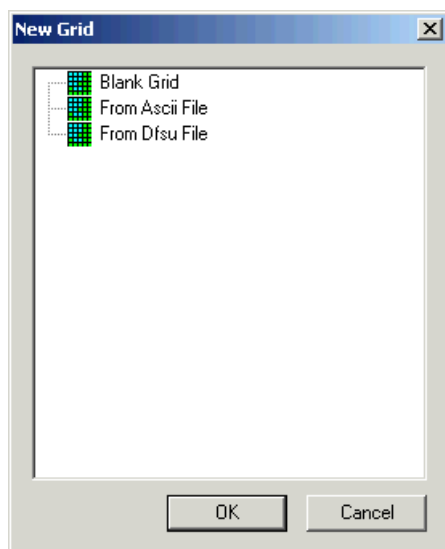 New Grid
Blank Grid
From Ascii File
From Dfsu File
OK Cancel